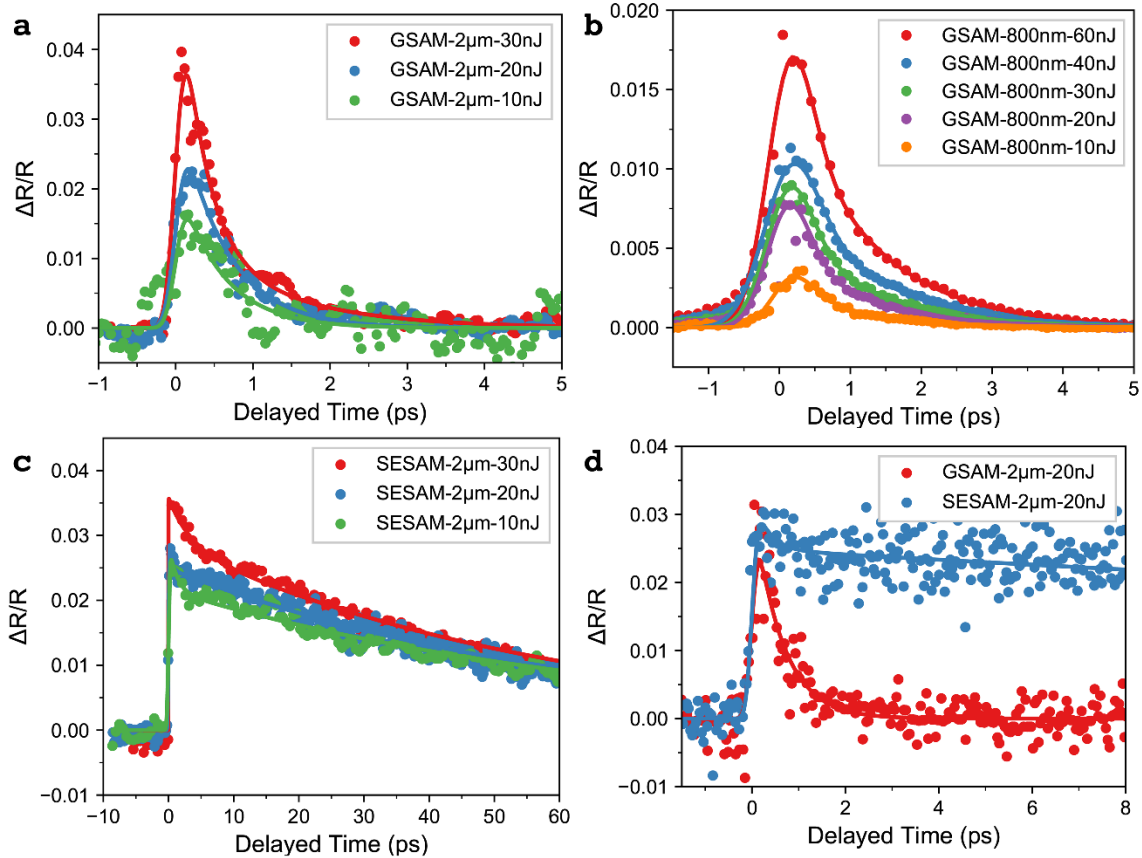 a
0.04
0.03
0.02
0.01
0.00
ΔR/R
GSAM-2μm-30nJ
GSAM-2μm-20nJ
GSAM-2μm-10nJ
−1 0 1 2 3 4 5
Delayed Time (ps)
b
0.020
0.015
0.010
0.005
0.000
ΔR/R
GSAM-800nm-60nJ
GSAM-800nm-40nJ
GSAM-800nm-30nJ
GSAM-800nm-20nJ
GSAM-800nm-10nJ
−1 0 1 2 3 4 5
Delayed Time (ps)
c
0.04
0.03
0.02
0.01
0.00
−0.01
ΔR/R
SESAM-2μm-30nJ
SESAM-2μm-20nJ
SESAM-2μm-10nJ
−10 0 10 20 30 40 50 60
Delayed Time (ps)
d
0.04
0.03
0.02
0.01
0.00
−0.01
ΔR/R
GSAM-2μm-20nJ
SESAM-2μm-20nJ
0 2 4 6 8
Delayed Time (ps)